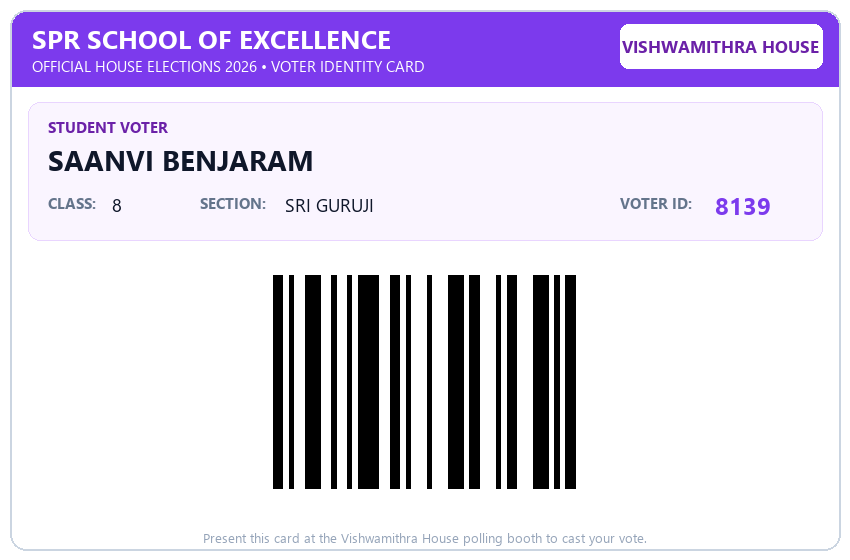 SPR SCHOOL OF EXCELLENCE
OFFICIAL HOUSE ELECTIONS 2026 • VOTER IDENTITY CARD
VISHWAMITHRA HOUSE
STUDENT VOTER
SAANVI BENJARAM
CLASS: 8 SECTION: SRI GURUJI VOTER ID: 8139
Present this card at the Vishwamithra House polling booth to cast your vote.